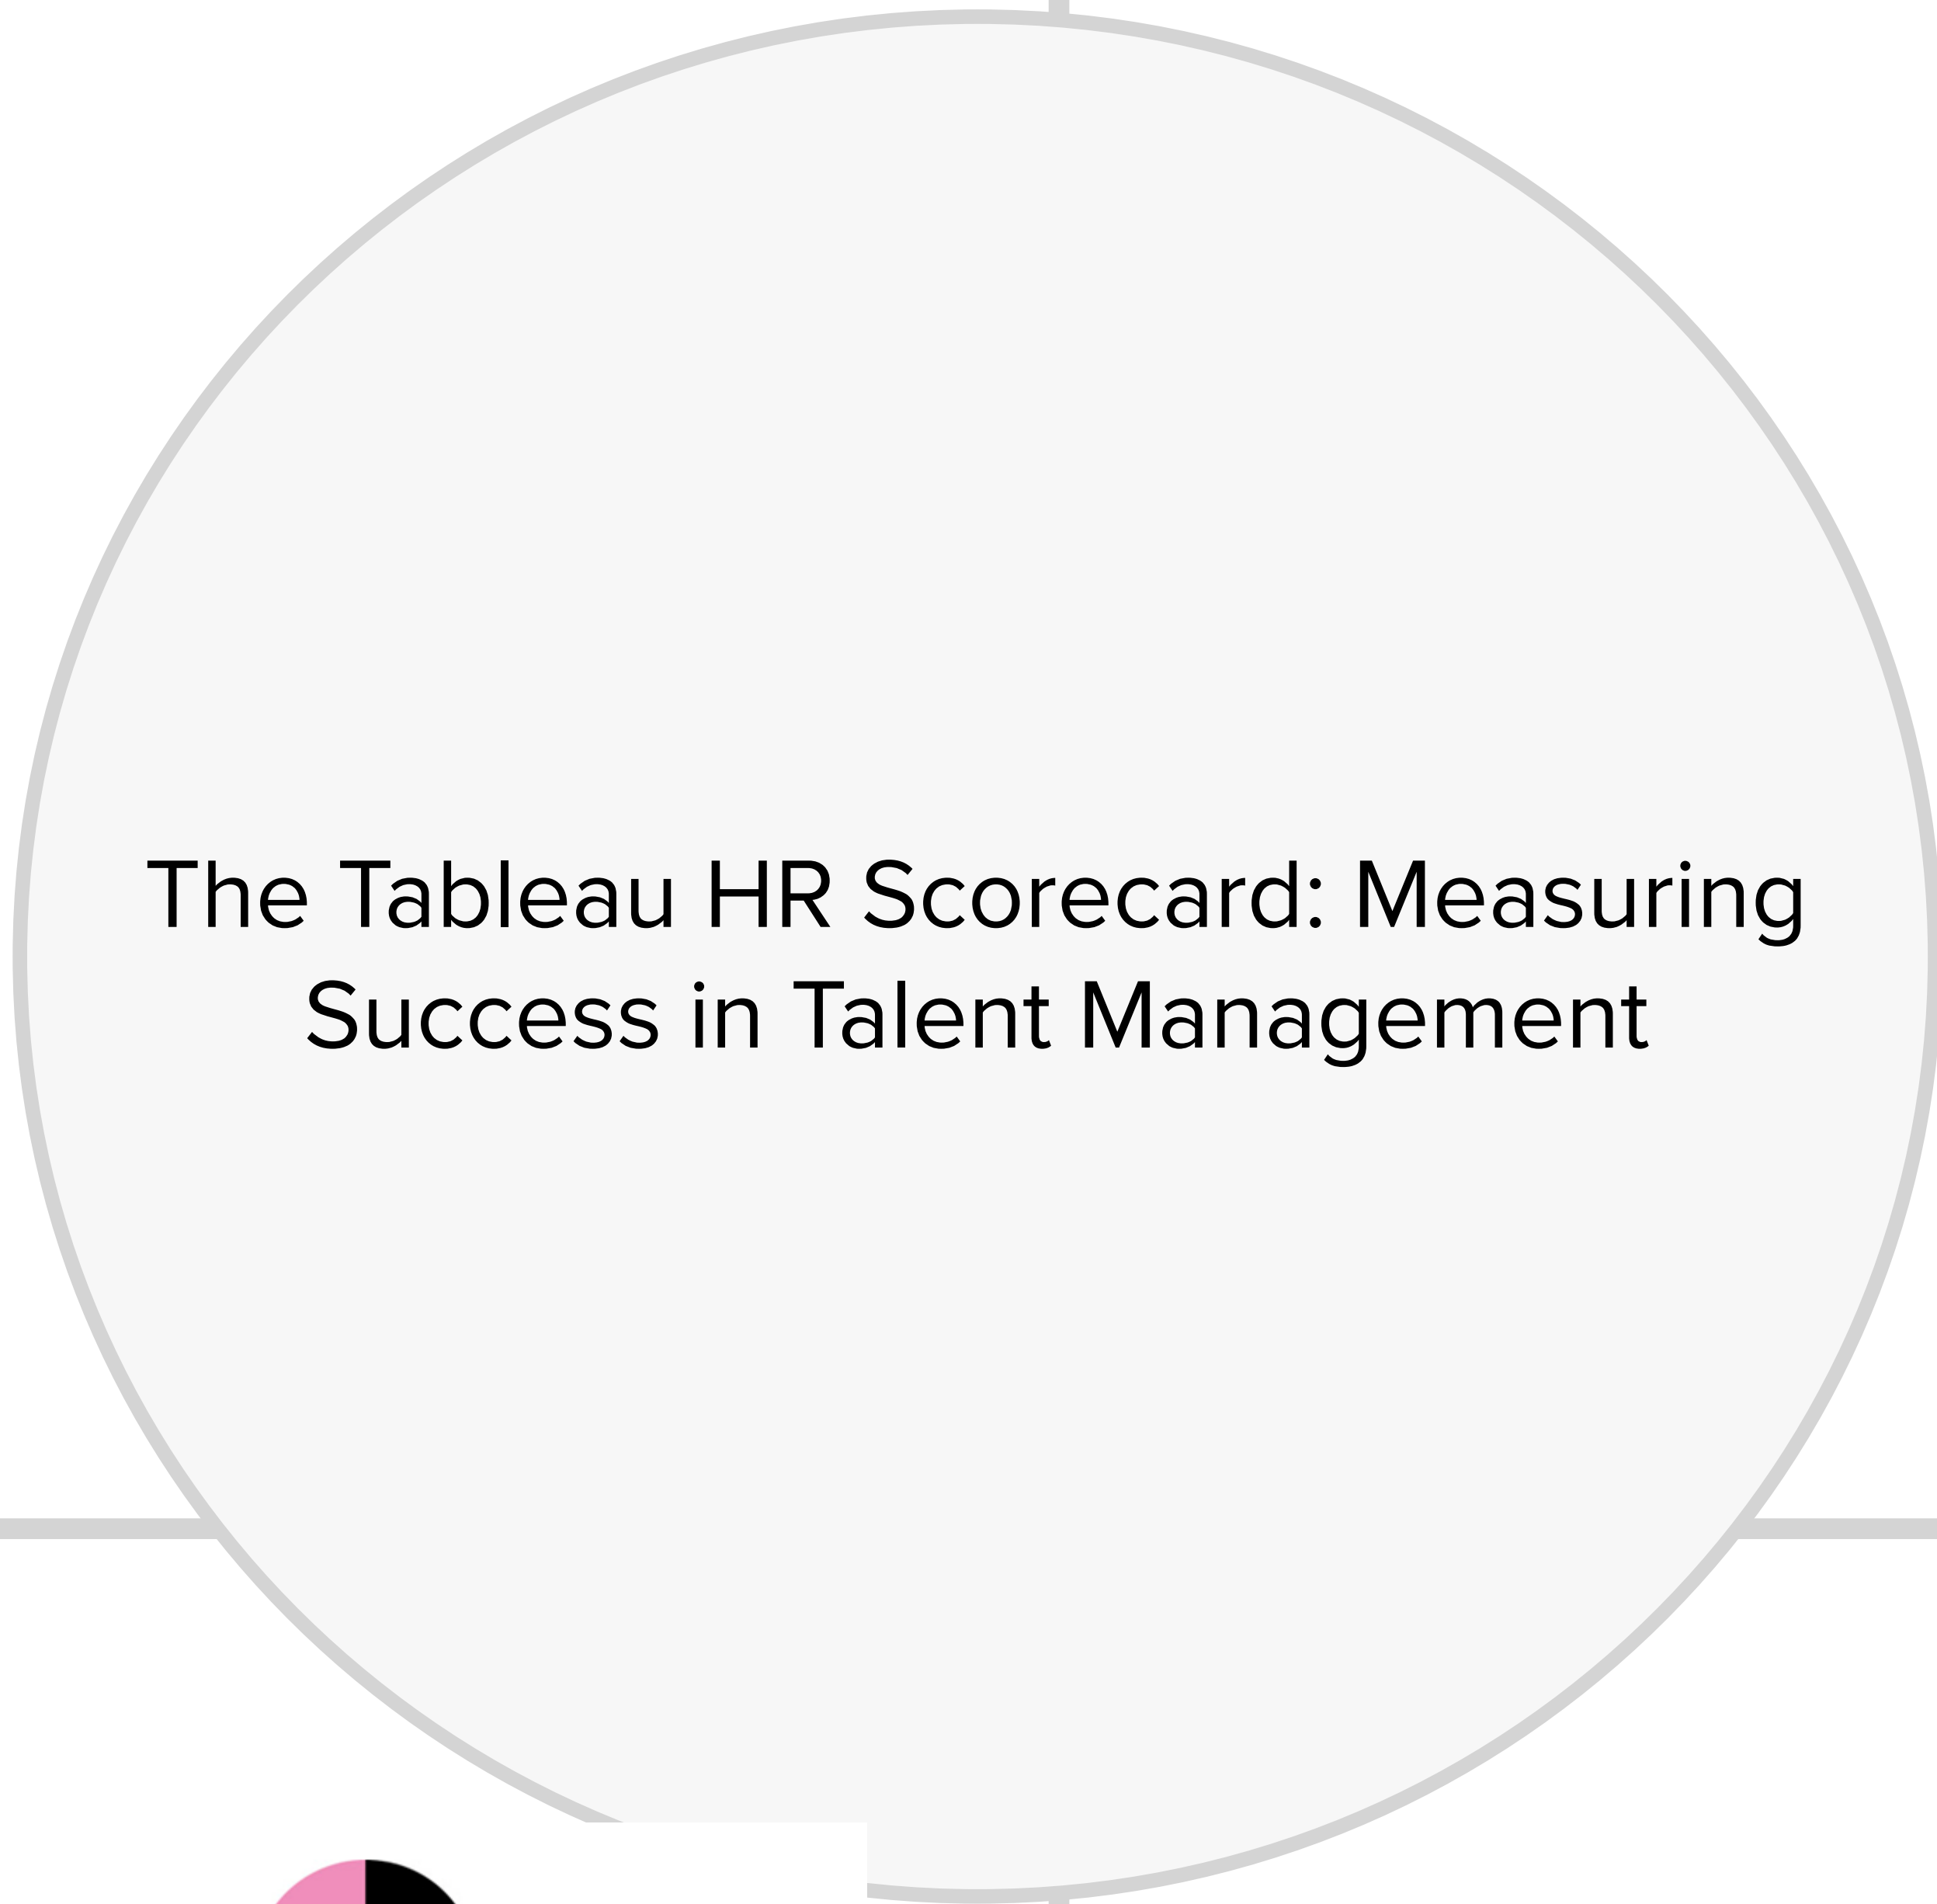 The Tableau HR Scorecard: Measuring
Success in Talent Management